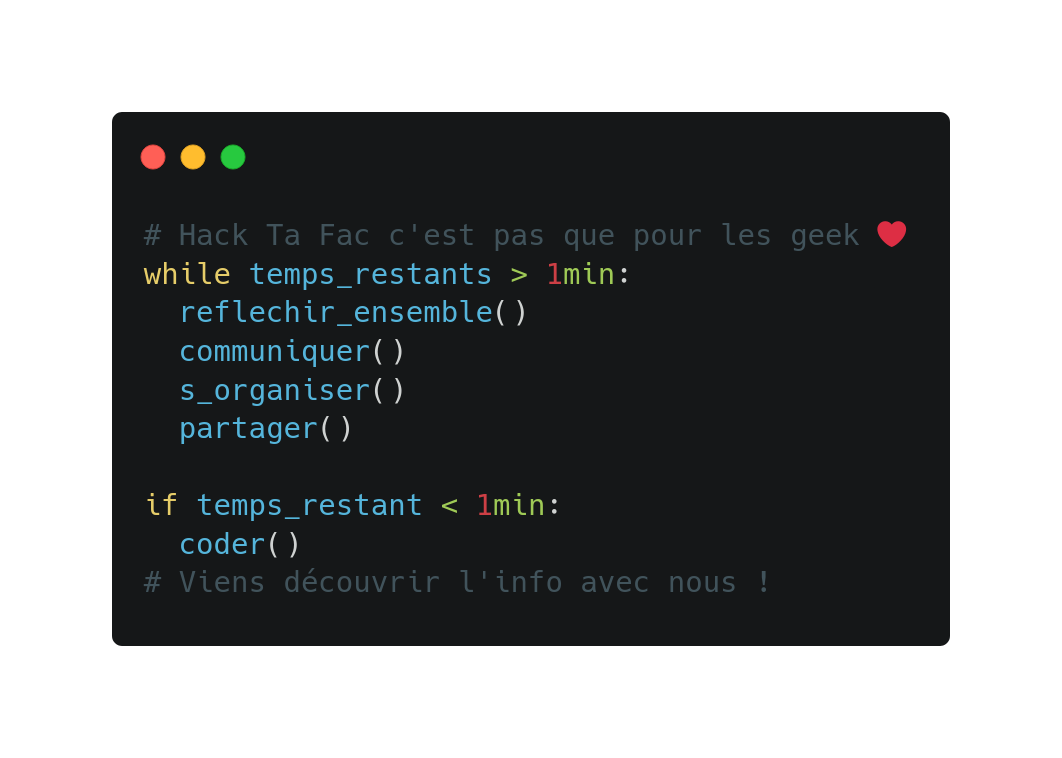 # Hack Ta Fac c'est pas que pour les geek ❤️
while temps_restants > 1min:
  reflechir_ensemble()
  communiquer()
  s_organiser()
  partager()

if temps_restant < 1min:
  coder()
# Viens découvrir l'info avec nous !